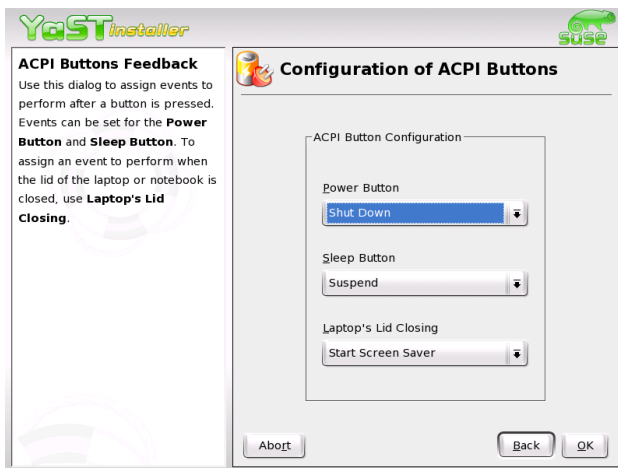 YaST Installer
SUSE
ACPI Buttons Feedback
Use this dialog to assign events to
perform after a button is pressed.
Events can be set for the Power
Button and Sleep Button. To
assign an event to perform when
the lid of the laptop or notebook is
closed, use Laptop's Lid
Closing.
Configuration of ACPI Buttons
ACPI Button Configuration
Power Button
Shut Down
Sleep Button
Suspend
Laptop's Lid Closing
Start Screen Saver
Abort
Back
OK